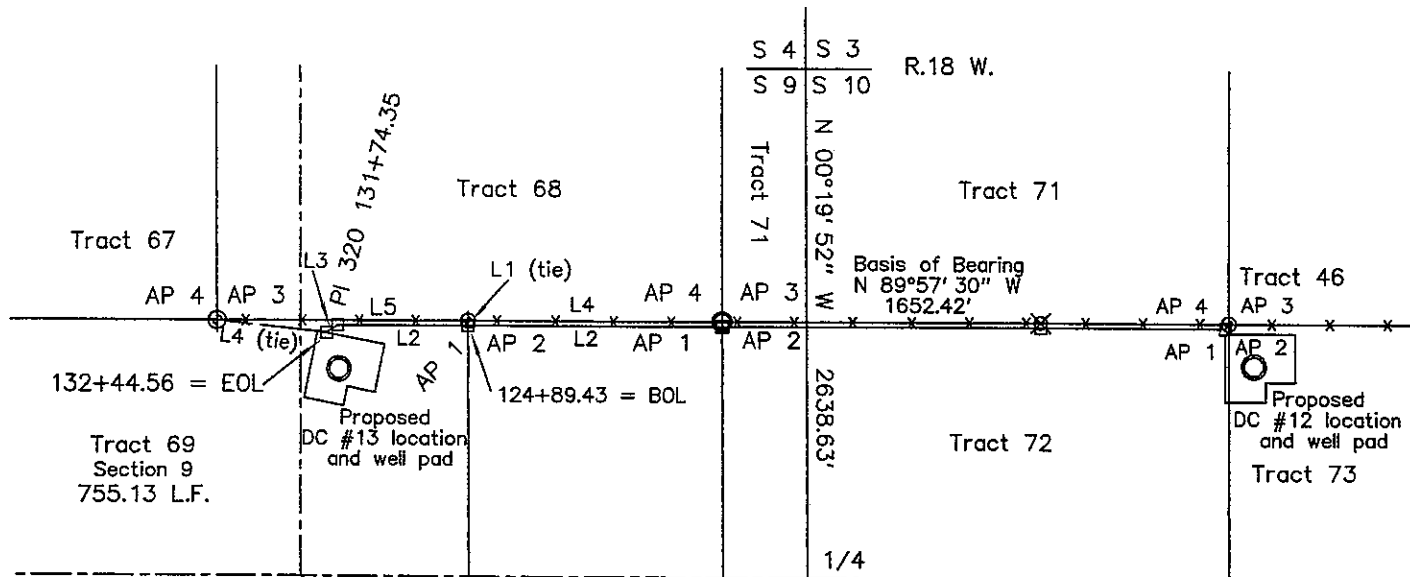 S 4 S 3
R.18 W.
S 9 S 10
N 00°19' 52" W
2638.63'
PI 320 131+74.35
Tract 68
Tract 71
Tract 71
Tract 67
L3
L1 (tie)
Basis of Bearing
N 89°57' 30" W
1652.42'
Tract 46
AP 4 AP 3
L5
L4
AP 4 AP 3
AP 4 AP 3
L4 (tie)
L2
AP 1
AP 2
L2
AP 1
AP 2
AP 1 AP 2
132+44.56 = EOL
124+89.43 = BOL
Proposed
DC #13 location
and well pad
Proposed
DC #12 location
and well pad
Tract 69
Section 9
755.13 L.F.
Tract 72
Tract 73
1/4